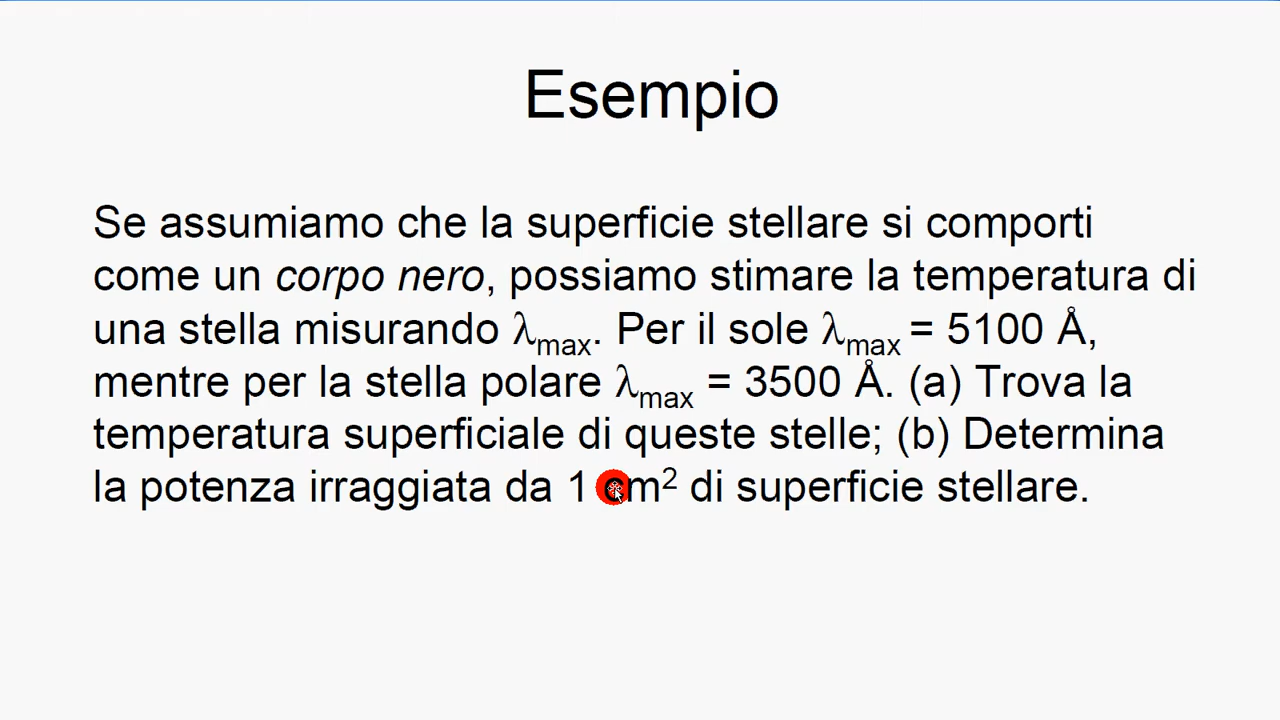 Esempio
Se assumiamo che la superficie stellare si comporti
come un corpo nero, possiamo stimare la temperatura di
una stella misurando λmax. Per il sole λmax = 5100 Å,
mentre per la stella polare λmax = 3500 Å. (a) Trova la
temperatura superficiale di queste stelle; (b) Determina
la potenza irraggiata da 1 cm² di superficie stellare.